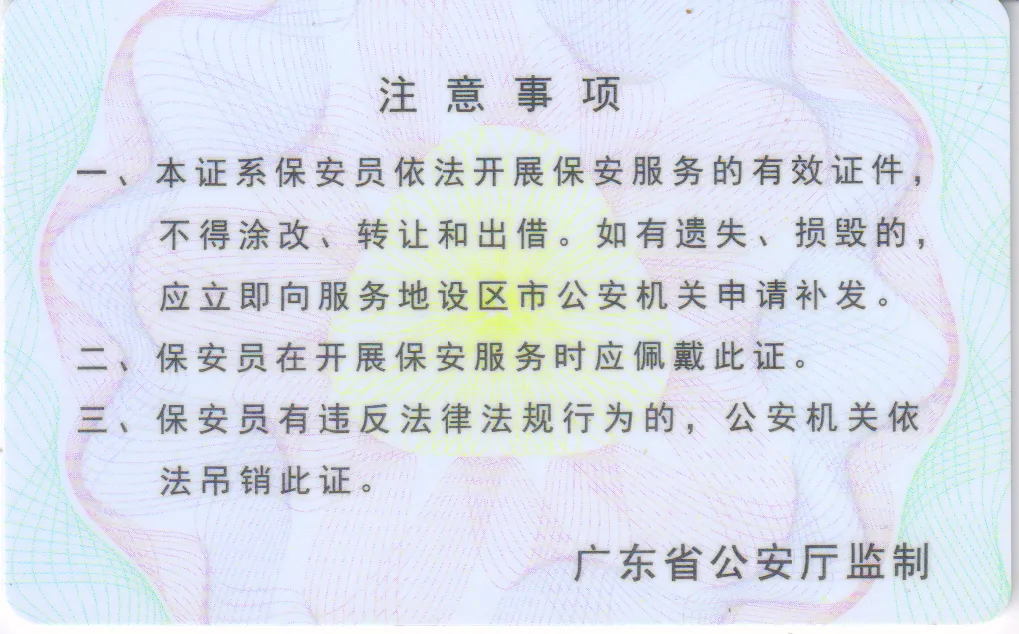 注意事项
一、本证系保安员依法开展保安服务的有效证件，
不得涂改、转让和出借。如有遗失、损毁的，
应立即向服务地设区市公安机关申请补发。
二、保安员在开展保安服务时应佩戴此证。
三、保安员有违反法律法规行为的，公安机关依
法吊销此证。
广东省公安厅监制